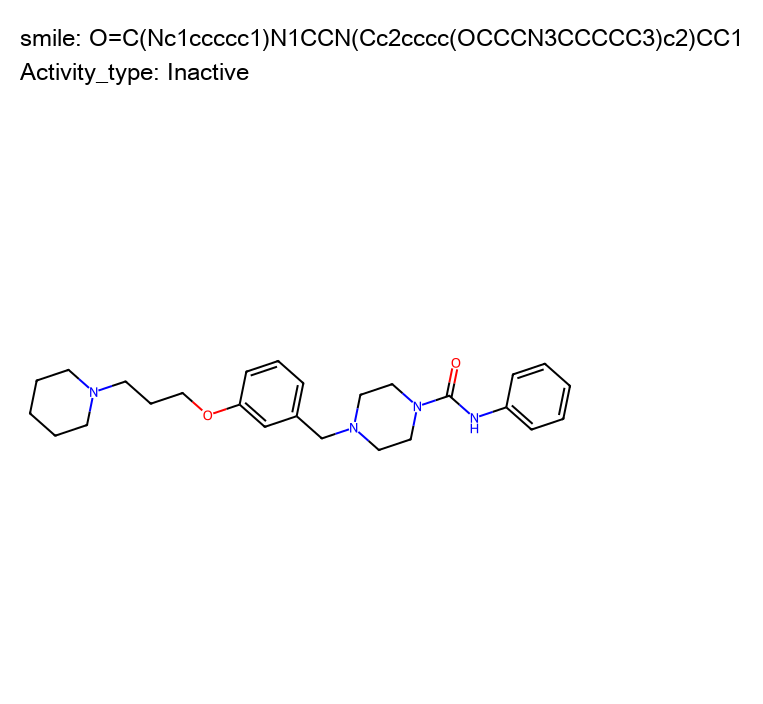 smile: O=C(Nc1ccccc1)N1CCN(Cc2cccc(OCCCN3CCCCC3)c2)CC1
Activity_type: Inactive
O
N
N
N
N
H
O